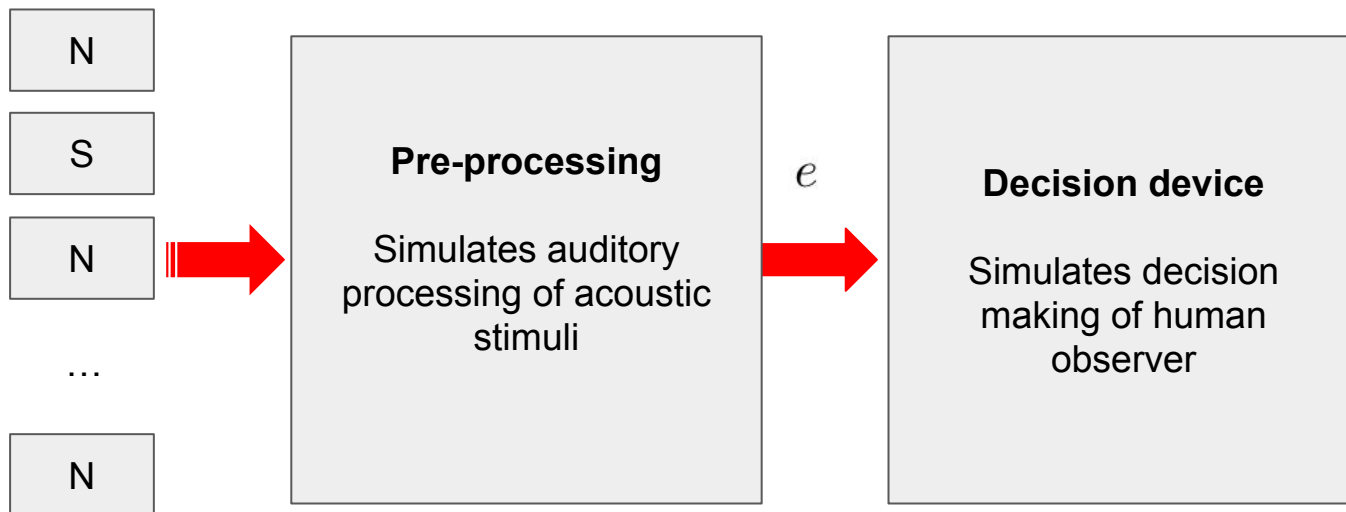 N
S
N
…
N
Pre-processing
Simulates auditory
processing of acoustic
stimuli
e
Decision device
Simulates decision
making of human
observer